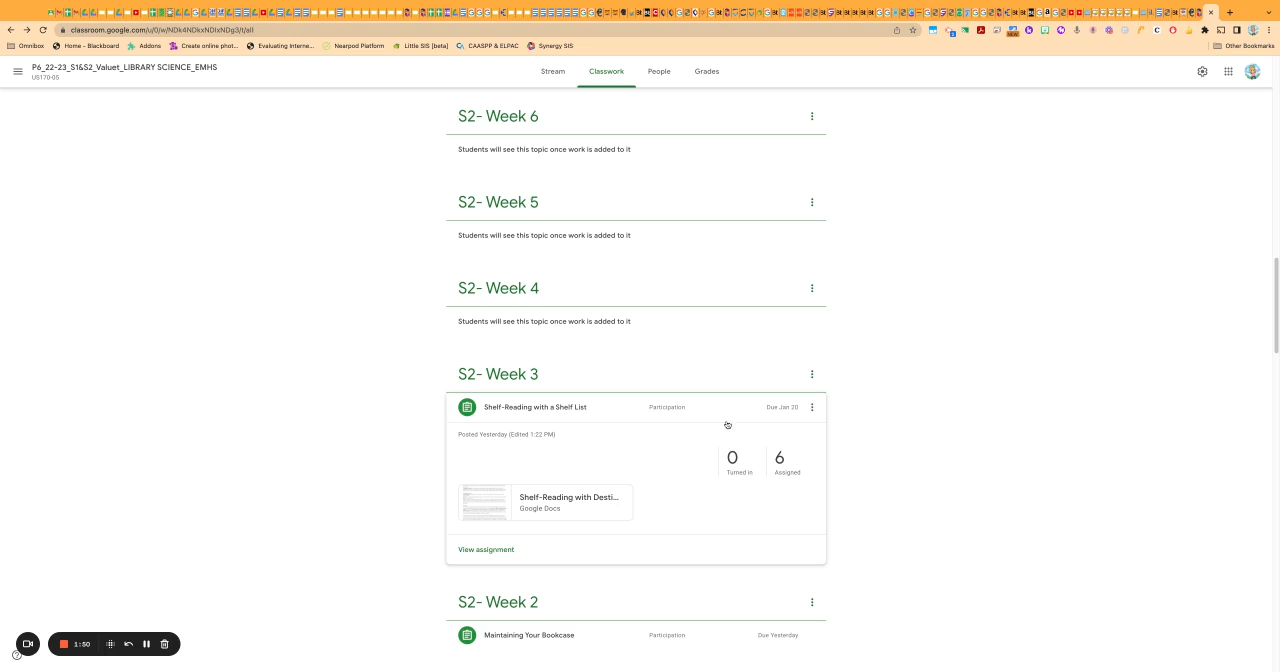 classroom.google.com/u/0/w/NDk4NDkxNDIxNDg3/t/all
Omnibox
Home - Blackboard
Addons
Create online phot...
Evaluating Interne...
Nearpod Platform
Little SIS [beta]
CAASPP & ELPAC
Synergy SIS
Other Bookmarks
P6_22-23_S1&S2_Valuet_LIBRARY SCIENCE_EMHS
US170-05
Stream
Classwork
People
Grades
S2- Week 6
Students will see this topic once work is added to it
S2- Week 5
Students will see this topic once work is added to it
S2- Week 4
Students will see this topic once work is added to it
S2- Week 3
Shelf-Reading with a Shelf List
Participation
Due Jan 20
Posted Yesterday (Edited 1:22 PM)
0
6
Turned in
Assigned
Shelf-Reading with Desti...
Google Docs
View assignment
S2- Week 2
Maintaining Your Bookcase
Participation
Due Yesterday
1:50